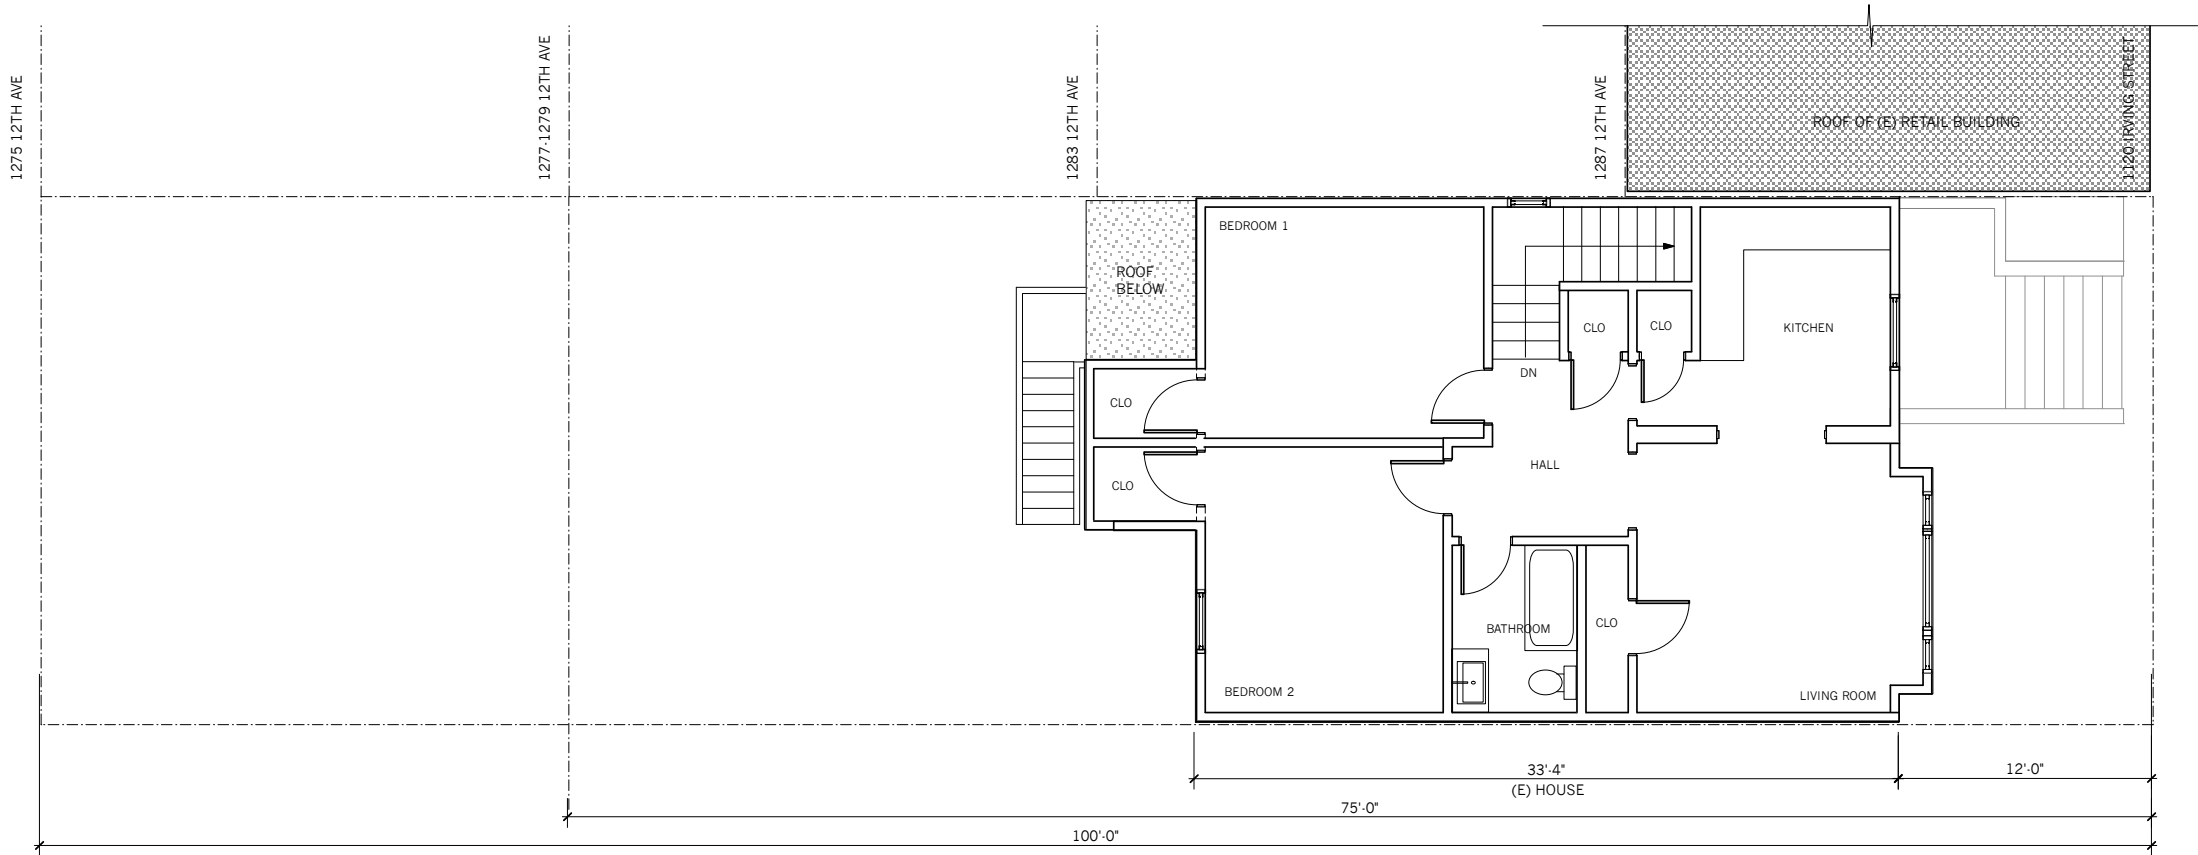 1275 12TH AVE
1277-1279 12TH AVE
1283 12TH AVE
1287 12TH AVE
1120 IRVING STREET
ROOF OF (E) RETAIL BUILDING
BEDROOM 1
ROOF
BELOW
CLO
CLO
KITCHEN
DN
CLO
HALL
CLO
CLO
BATHROOM
BEDROOM 2
LIVING ROOM
33'-4"
(E) HOUSE
12'-0"
75'-0"
100'-0"